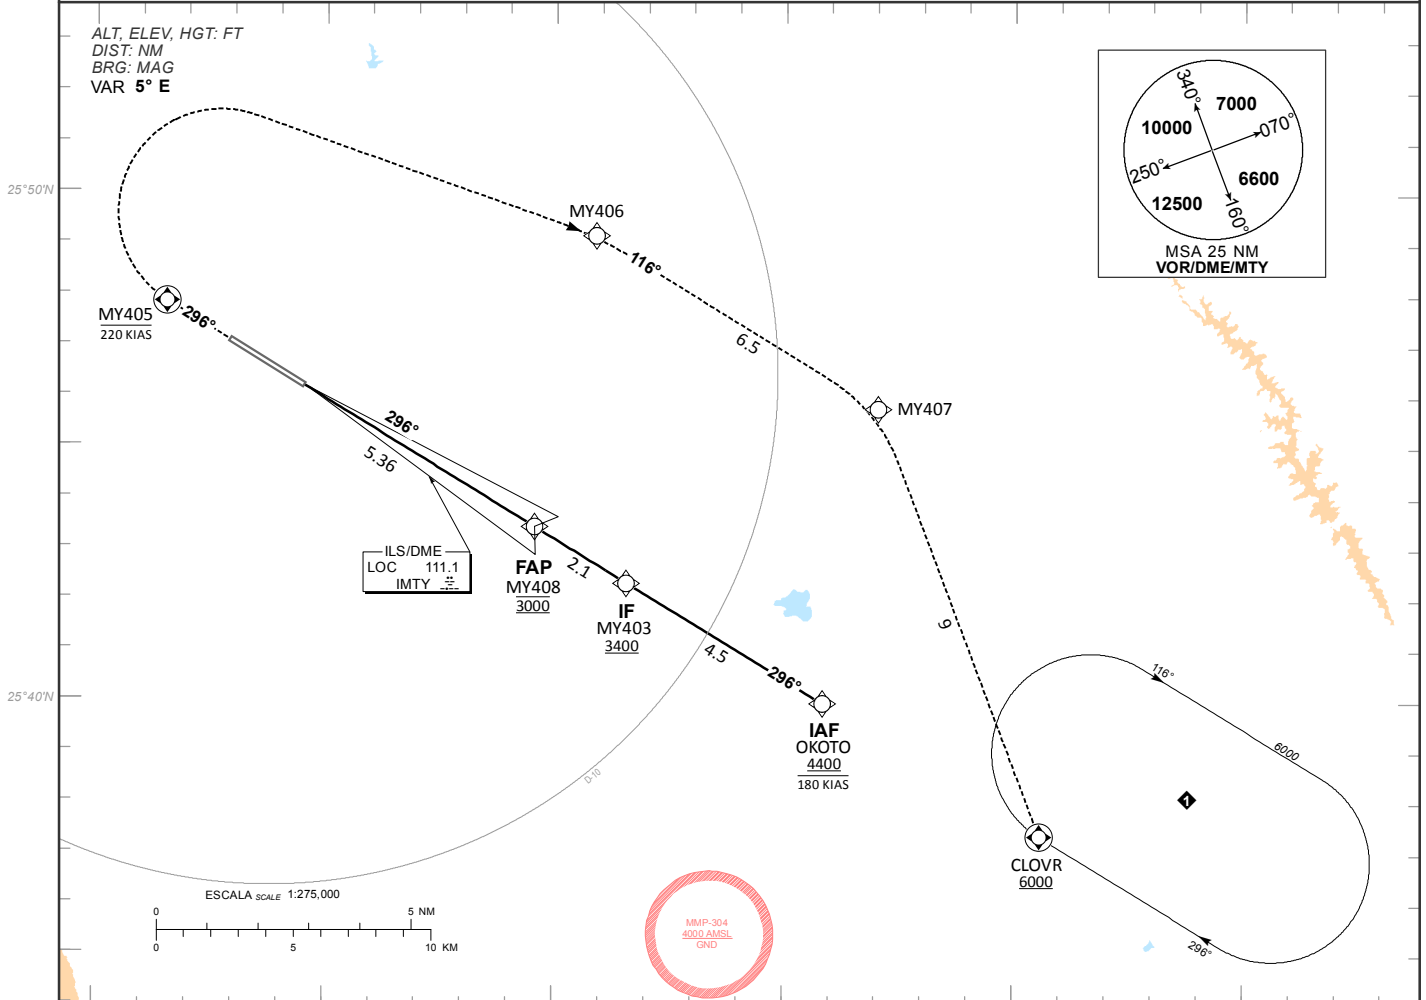 ALT, ELEV, HGT: FT
DIST: NM
BRG: MAG
VAR 5° E
340°
7000
10000
070°
250°
6600
12500
160°
MSA 25 NM
VOR/DME/MTY
25°50'N
MY406
116°
MY405
220 KIAS
296°
6.5
MY407
296°
5.36
ILS/DME
LOC 111.1
IMTY
FAP
MY408
3000
2.1
IF
MY403
3400
4.5
296°
9
116°
25°40'N
IAF
OKOTO
4400
180 KIAS
6000
1
D-10
CLOVR
6000
ESCALA SCALE 1:275,000
0 5 NM
0 5 10 KM
MMP-304
4000 AMSL
GND
296°